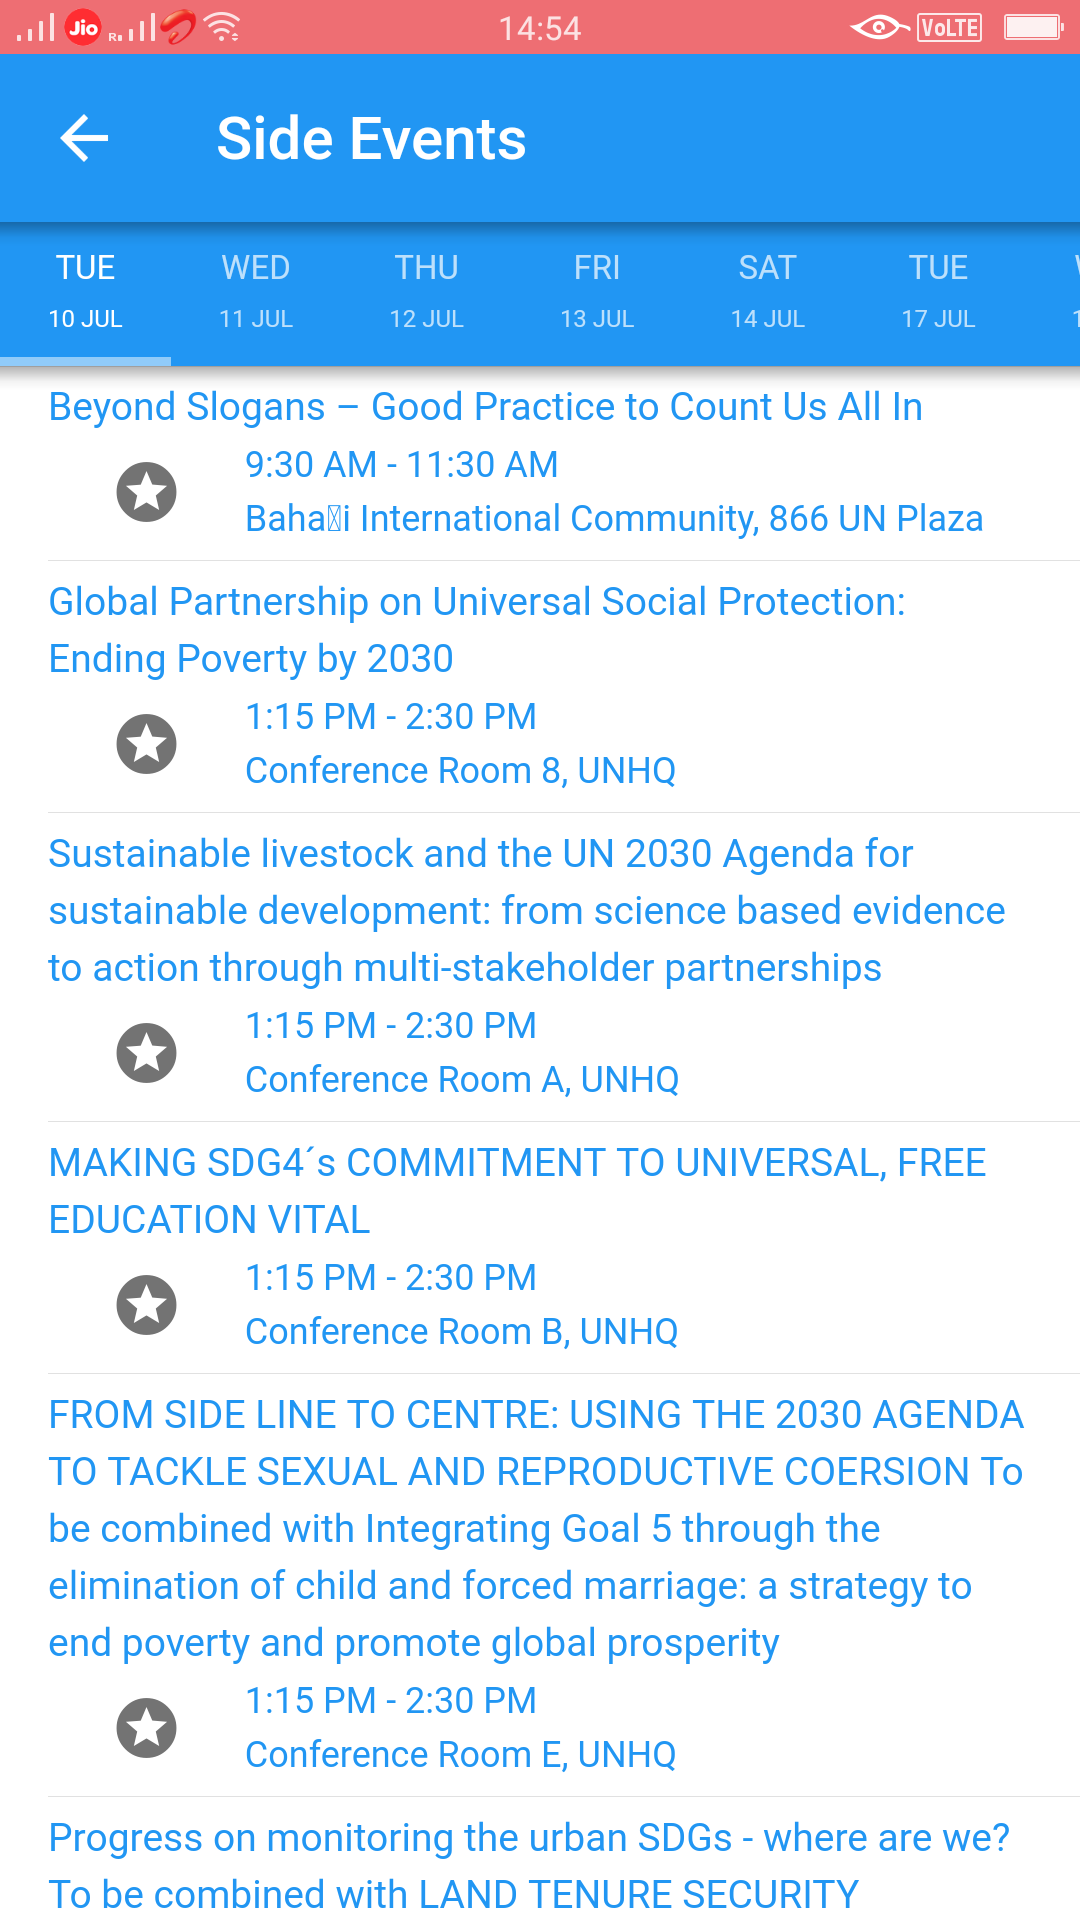 Jio R 14:54 VoLTE
Side Events
TUE WED THU FRI SAT TUE
10 JUL 11 JUL 12 JUL 13 JUL 14 JUL 17 JUL
Beyond Slogans – Good Practice to Count Us All In
9:30 AM - 11:30 AM
Baha i International Community, 866 UN Plaza
Global Partnership on Universal Social Protection:
Ending Poverty by 2030
1:15 PM - 2:30 PM
Conference Room 8, UNHQ
Sustainable livestock and the UN 2030 Agenda for
sustainable development: from science based evidence
to action through multi-stakeholder partnerships
1:15 PM - 2:30 PM
Conference Room A, UNHQ
MAKING SDG4´s COMMITMENT TO UNIVERSAL, FREE
EDUCATION VITAL
1:15 PM - 2:30 PM
Conference Room B, UNHQ
FROM SIDE LINE TO CENTRE: USING THE 2030 AGENDA
TO TACKLE SEXUAL AND REPRODUCTIVE COERSION To
be combined with Integrating Goal 5 through the
elimination of child and forced marriage: a strategy to
end poverty and promote global prosperity
1:15 PM - 2:30 PM
Conference Room E, UNHQ
Progress on monitoring the urban SDGs - where are we?
To be combined with LAND TENURE SECURITY